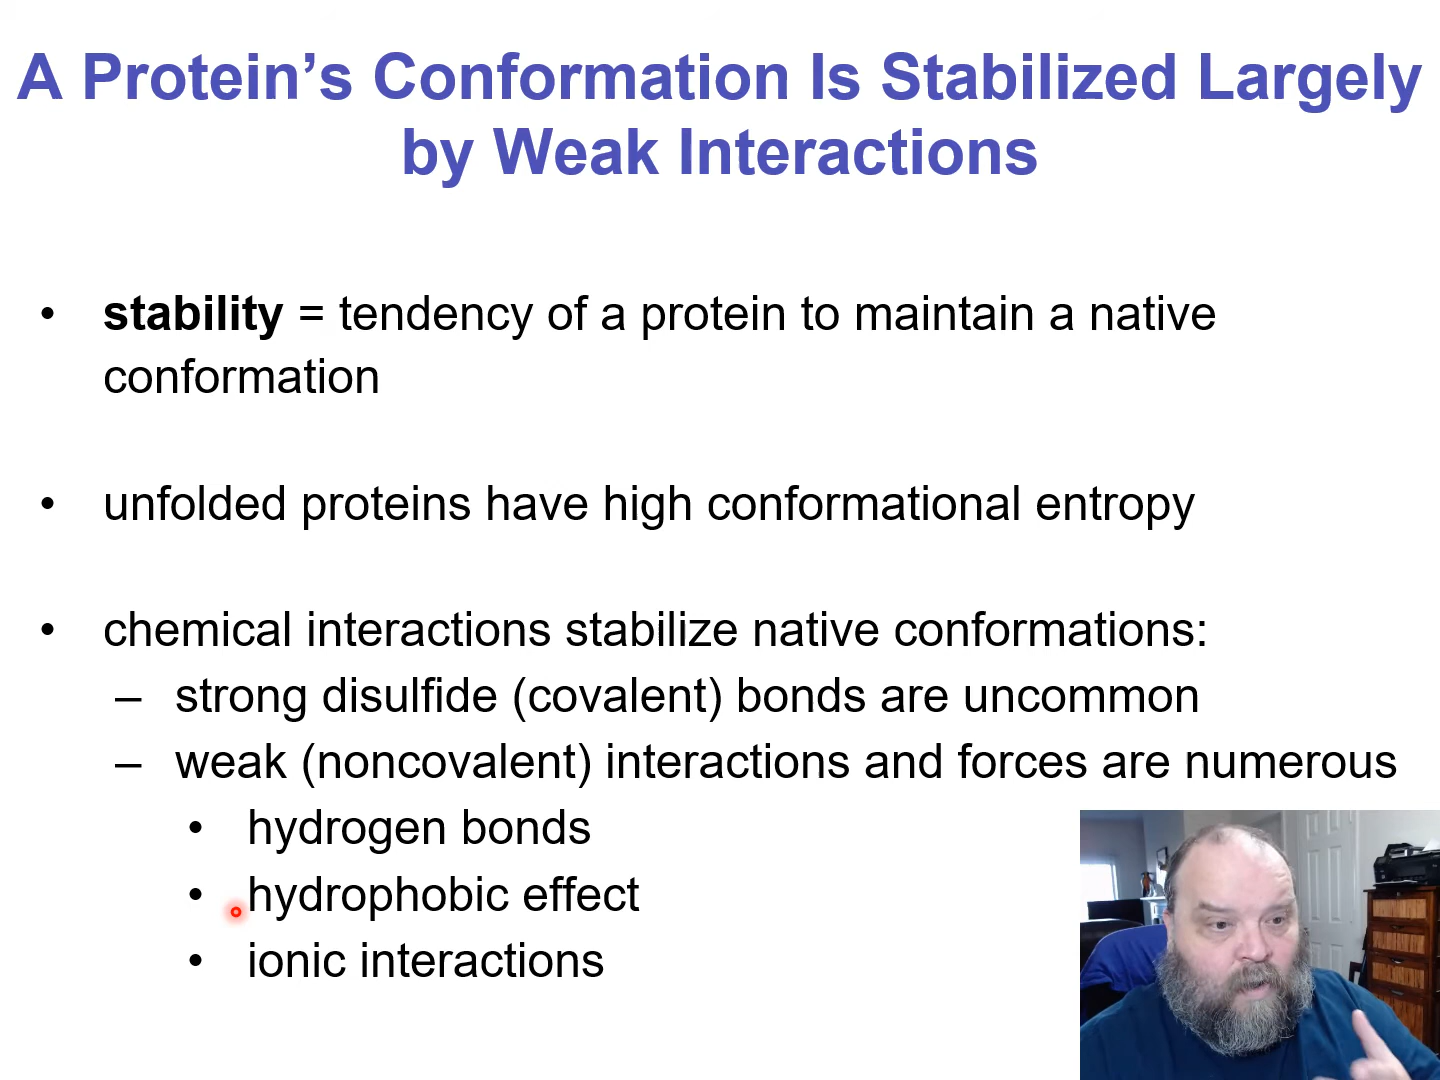 A Protein’s Conformation Is Stabilized Largely
by Weak Interactions
• stability = tendency of a protein to maintain a native
conformation
• unfolded proteins have high conformational entropy
• chemical interactions stabilize native conformations:
– strong disulfide (covalent) bonds are uncommon
– weak (noncovalent) interactions and forces are numerous
• hydrogen bonds
• hydrophobic effect
• ionic interactions